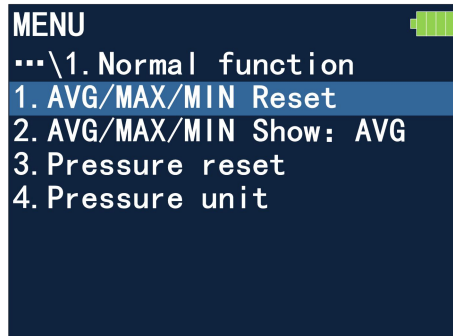 MENU
···\1.Normal function
1.AVG/MAX/MIN Reset
2.AVG/MAX/MIN Show: AVG
3.Pressure reset
4.Pressure unit